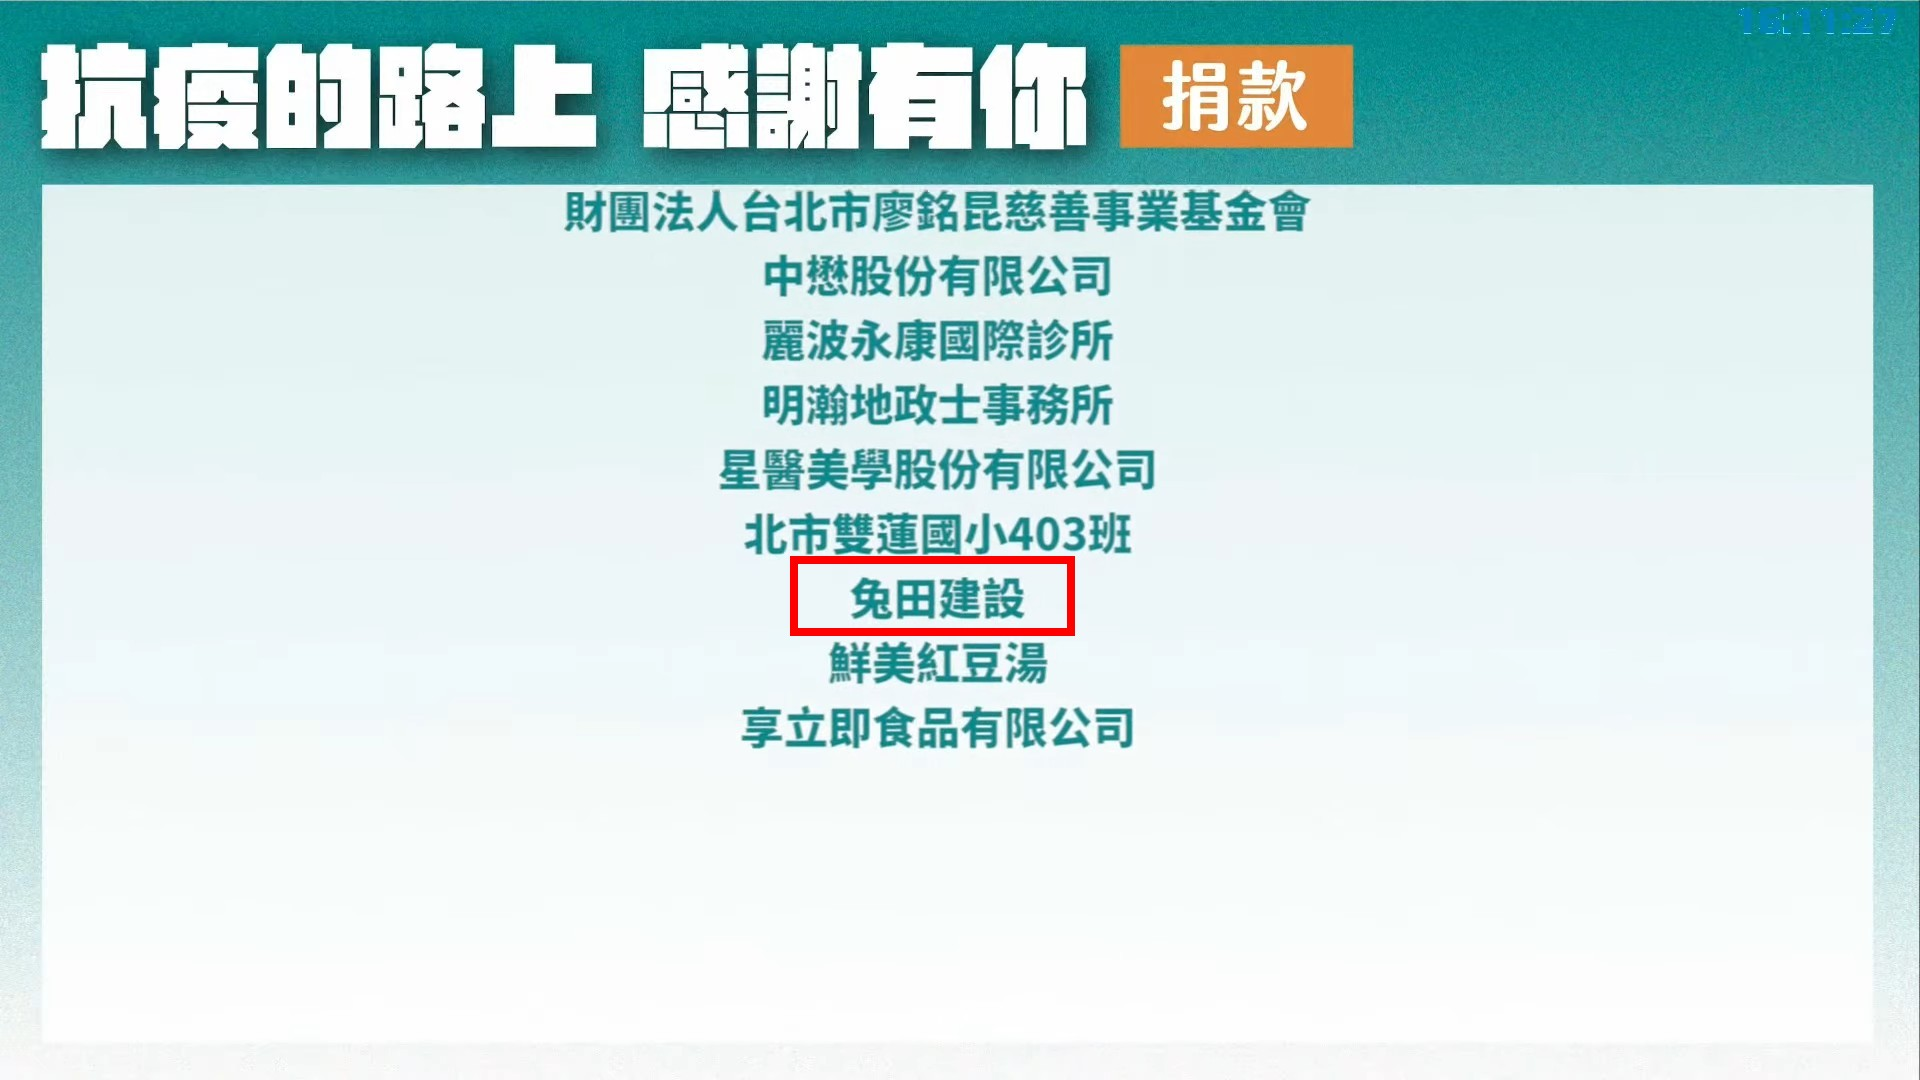 16:11:27
抗疫的路上 感謝有你 捐款
財團法人台北市廖銘昆慈善事業基金會
中懋股份有限公司
麗波永康國際診所
明瀚地政士事務所
星醫美學股份有限公司
北市雙蓮國小403班
兔田建設
鮮美紅豆湯
享立即食品有限公司